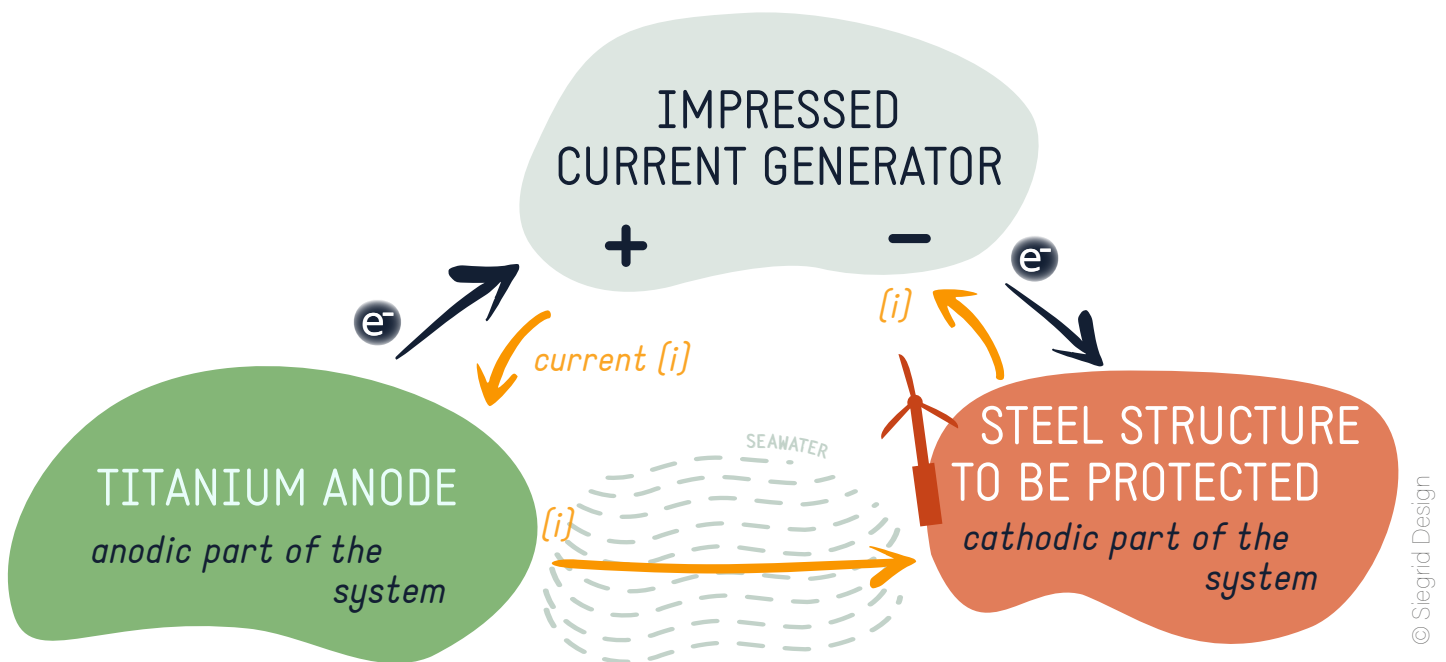 IMPRESSED
CURRENT GENERATOR
+
−
e⁻
e⁻
(i)
current (i)
STEEL STRUCTURE
TO BE PROTECTED
cathodic part of the
system
SEAWATER
TITANIUM ANODE
anodic part of the
system
(i)
© Siegrid Design